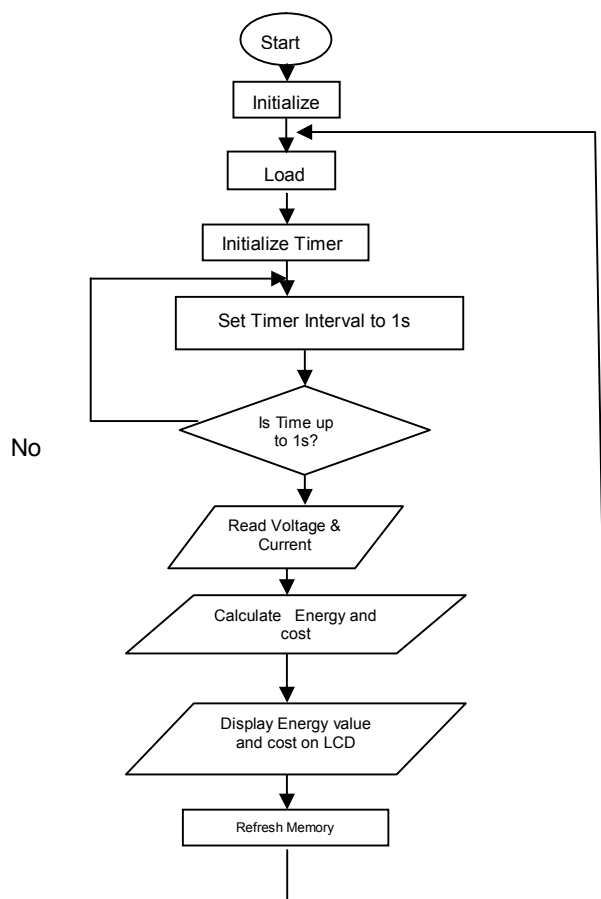 Start
Initialize
Load
Initialize Timer
Set Timer Interval to 1s
Is Time up
to 1s?
No
Read Voltage &
Current
Calculate Energy and
cost
Display Energy value
and cost on LCD
Refresh Memory